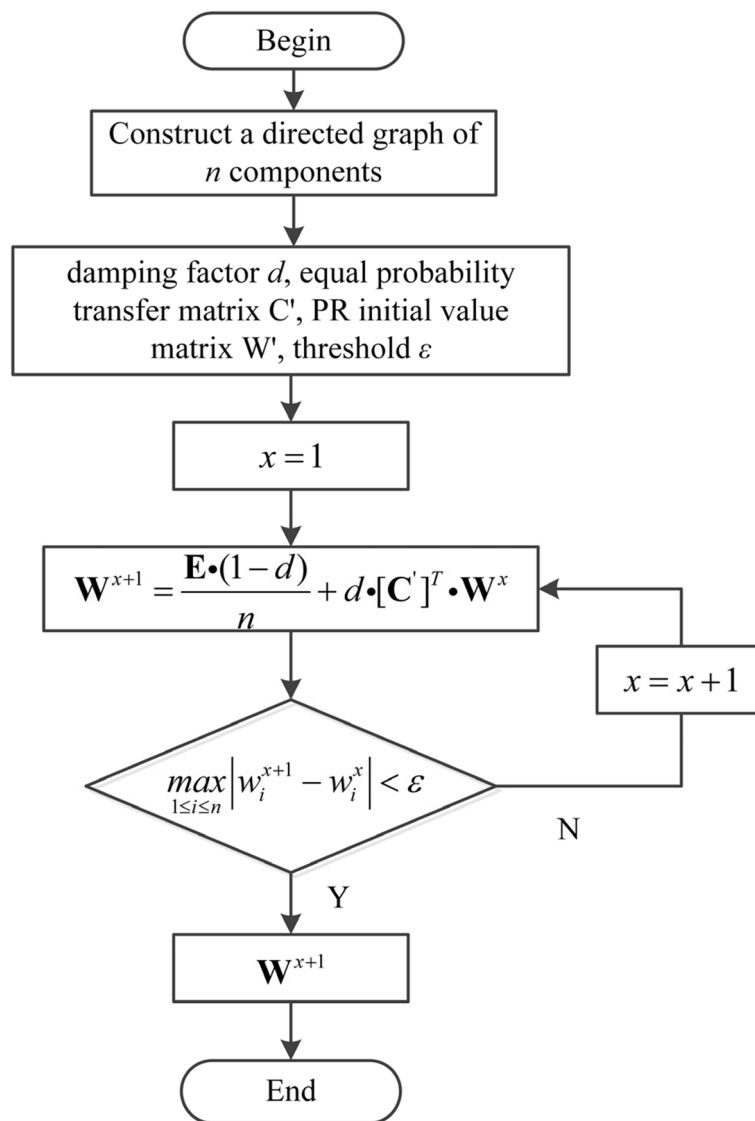 Begin
Construct a directed graph of
n components
damping factor d, equal probability
transfer matrix C', PR initial value
matrix W', threshold ε
x = 1
W^{x+1} = \frac{E•(1-d)}{n} + d•[C']^T•W^x
x = x + 1
max_{1≤i≤n} |w_i^{x+1} - w_i^x| < ε
N
Y
W^{x+1}
End